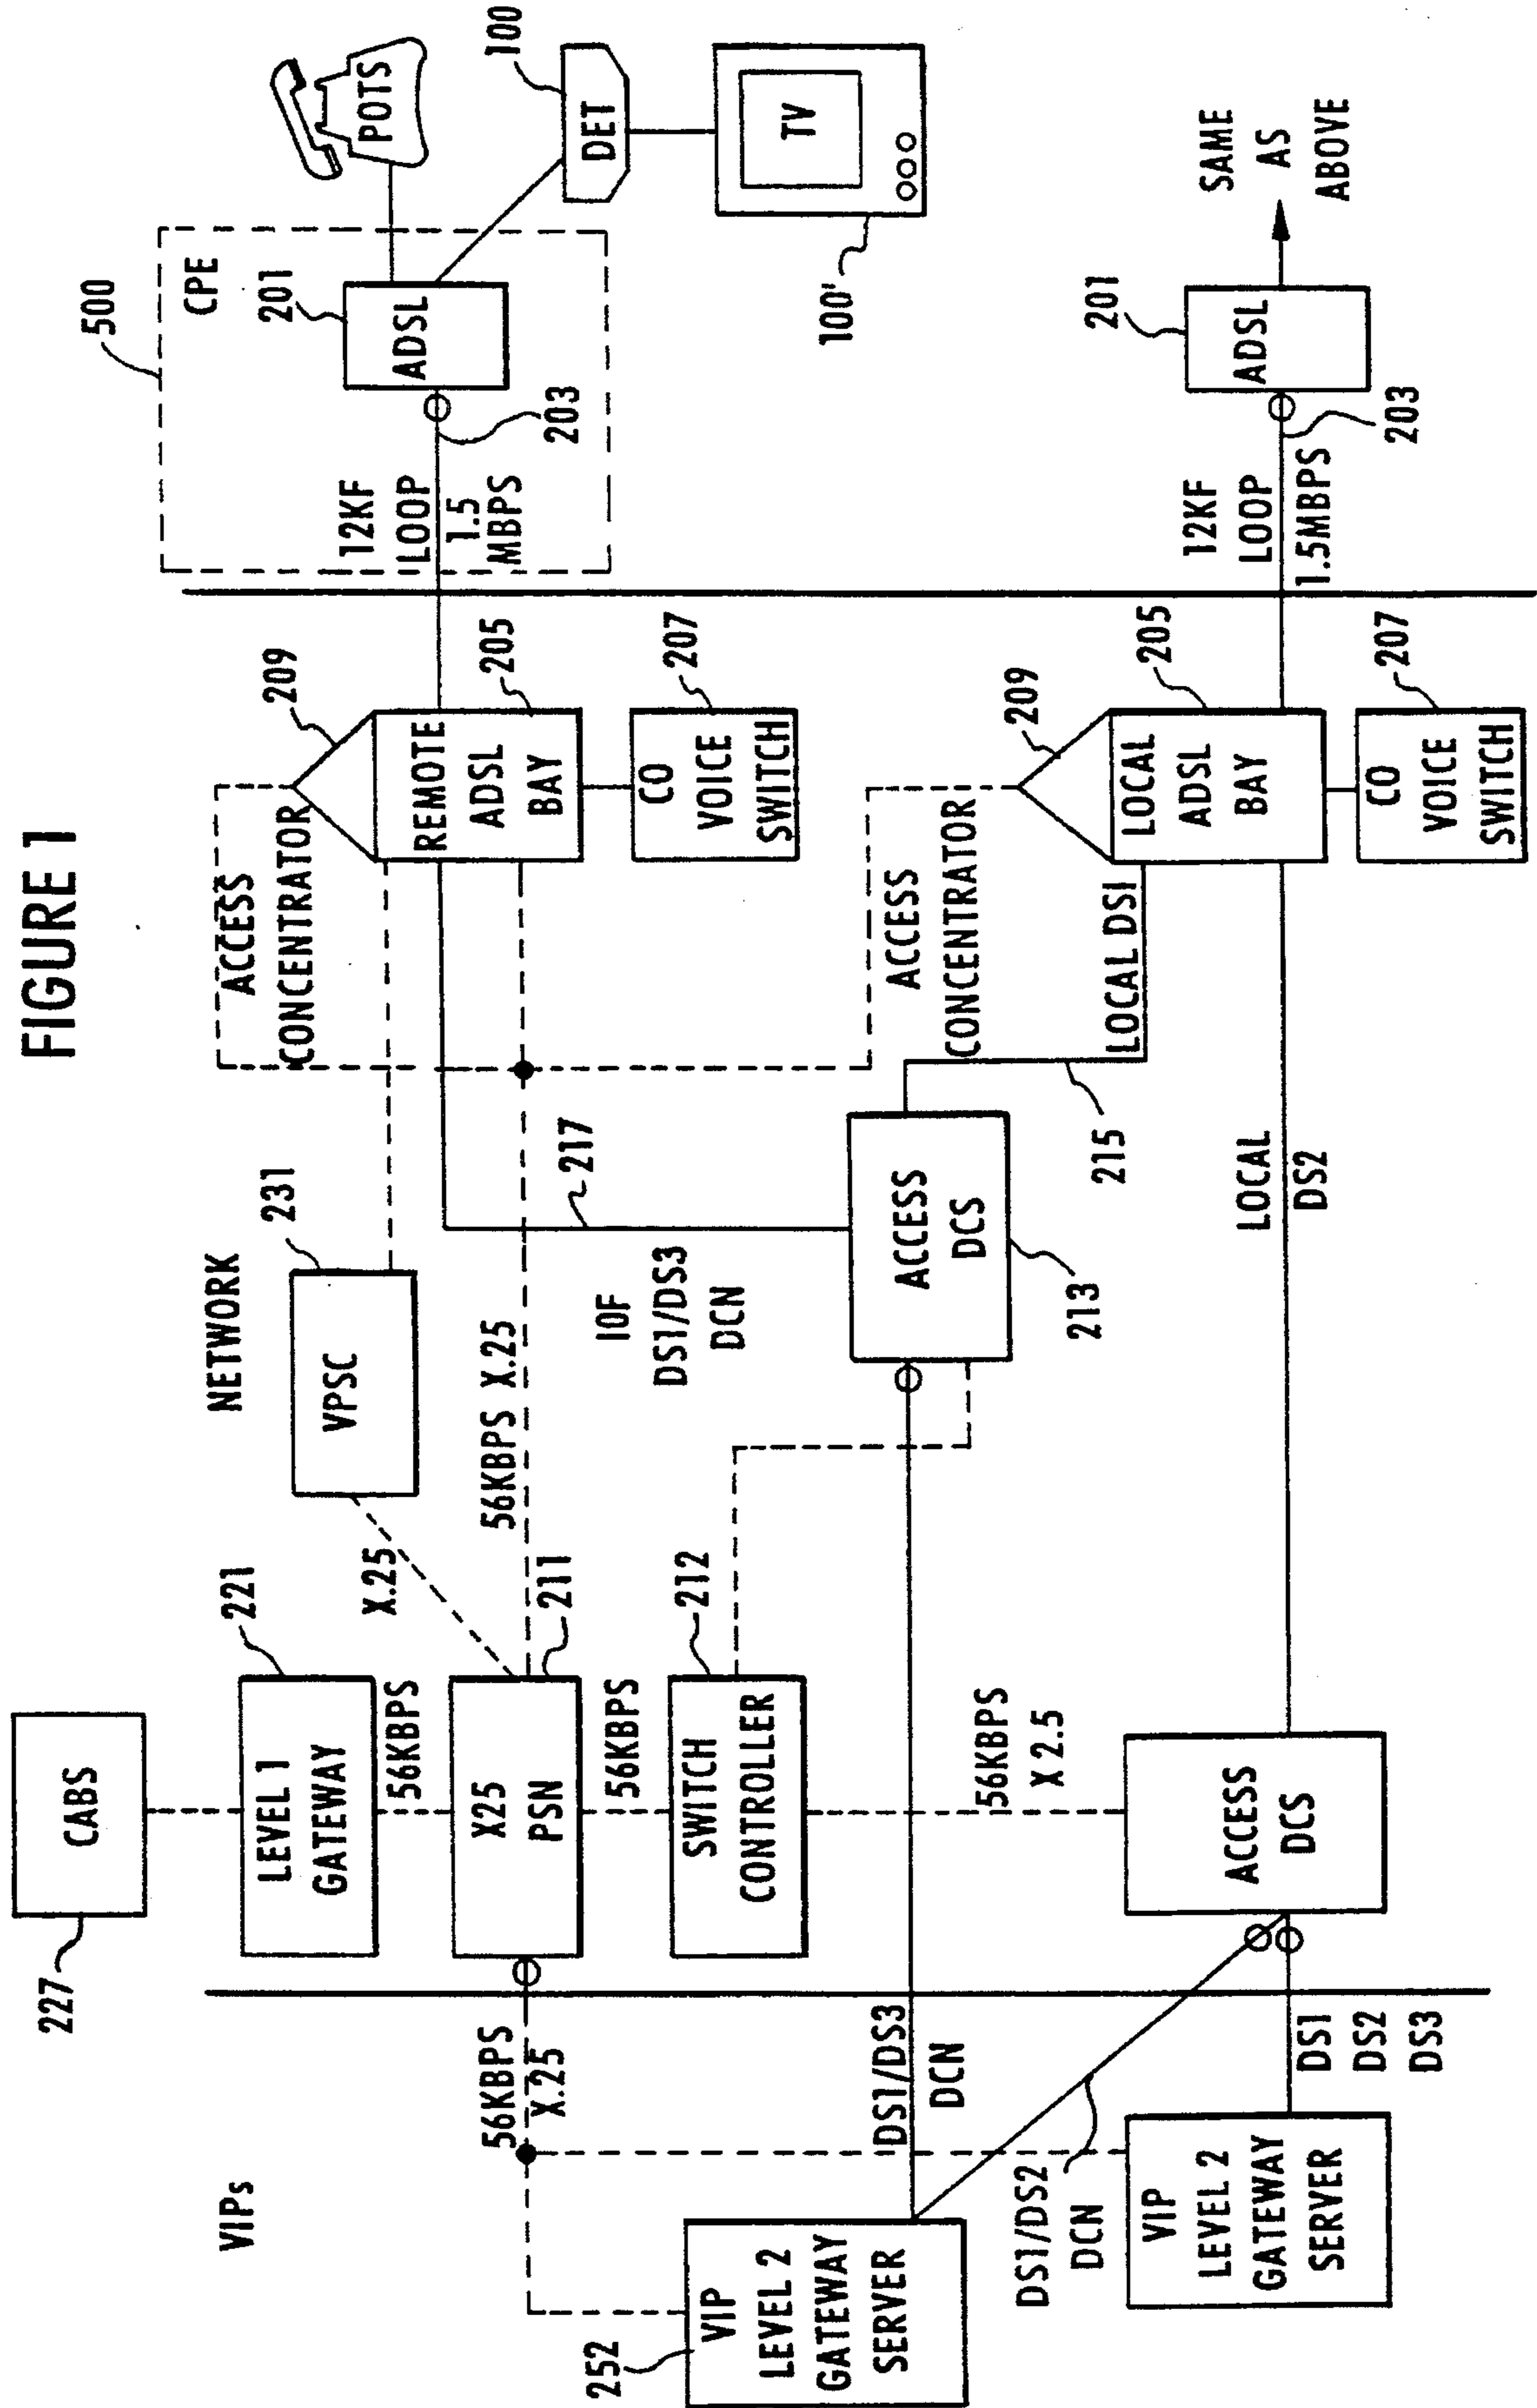 FIGURE 1
VIPs
NETWORK
500
CPE
227
CABS
221
LEVEL 1
GATEWAY
56KBPS
X25
PSN
211
56KBPS
SWITCH
CONTROLLER
212
X.25
VPSC
231
56KBPS X.25
56KBPS
X.25
252
VIP
LEVEL 2
GATEWAY
SERVER
DS1/DS3
DCN
DS1/DS2
DCN
VIP
LEVEL 2
GATEWAY
SERVER
DS1
DS2
DS3
56KBPS
X 2.5
ACCESS
DCS
ACCESS
DCS
213
IOF
DS1/DS3
DCN
217
215
LOCAL DSI
LOCAL
DS2
ACCESS
CONCENTRATOR
209
REMOTE
ADSL
BAY
205
CO
VOICE
SWITCH
207
ACCESS
CONCENTRATOR
209
LOCAL
ADSL
BAY
205
CO
VOICE
SWITCH
207
12KF
LOOP
1.5
MBPS
203
201
ADSL
POTS
100
DET
TV
100'
12KF
LOOP
1.5MBPS
203
201
ADSL
SAME
AS
ABOVE